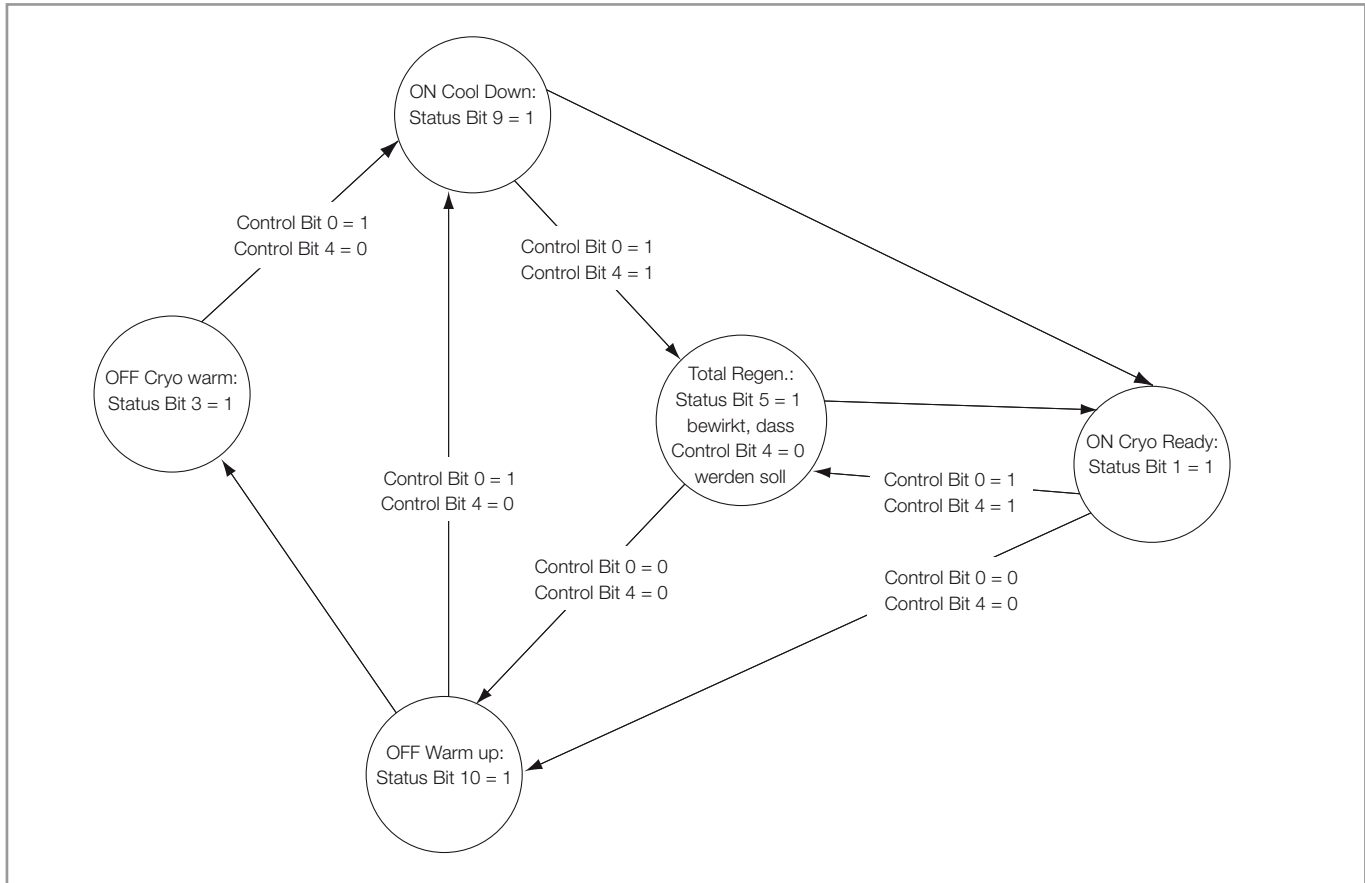 ON Cool Down:
Status Bit 9 = 1
Control Bit 0 = 1
Control Bit 4 = 0
Control Bit 0 = 1
Control Bit 4 = 1
OFF Cryo warm:
Status Bit 3 = 1
Total Regen.:
Status Bit 5 = 1
bewirkt, dass
Control Bit 4 = 0
werden soll
ON Cryo Ready:
Status Bit 1 = 1
Control Bit 0 = 1
Control Bit 4 = 0
Control Bit 0 = 1
Control Bit 4 = 1
Control Bit 0 = 0
Control Bit 4 = 0
Control Bit 0 = 0
Control Bit 4 = 0
OFF Warm up:
Status Bit 10 = 1